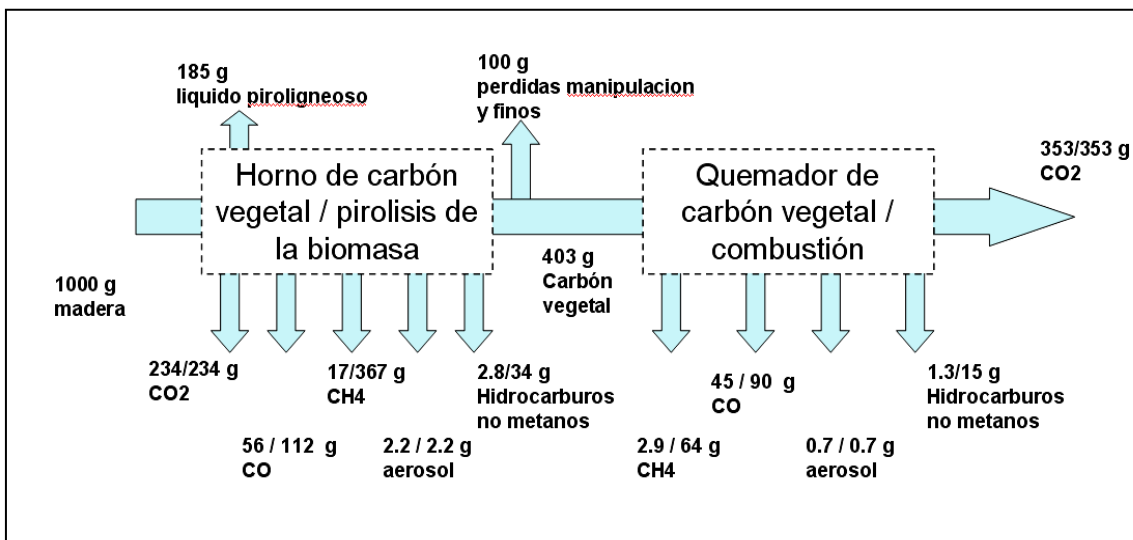 185 g
liquido piroligneoso
100 g
perdidas manipulacion
y finos
353/353 g
CO2
Horno de carbón
vegetal / pirolisis de
la biomasa
Quemador de
carbón vegetal /
combustión
403 g
Carbón
vegetal
1000 g
madera
234/234 g
CO2
56 / 112 g
CO
17/367 g
CH4
2.2 / 2.2 g
aerosol
2.8/34 g
Hidrocarburos
no metanos
2.9 / 64 g
CH4
45 / 90 g
CO
0.7 / 0.7 g
aerosol
1.3/15 g
Hidrocarburos
no metanos